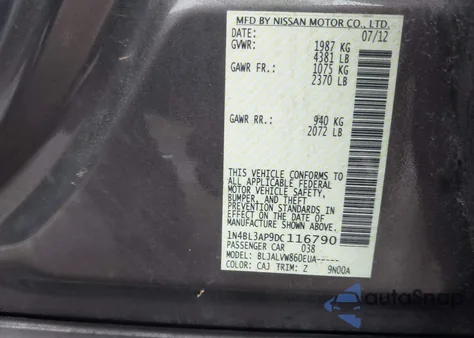 MFD BY NISSAN MOTOR CO., LTD.
DATE: 07/12
GVWR: 1987 KG
4381 LB
GAWR FR.: 1075 KG
2370 LB
GAWR RR.: 940 KG
2072 LB
THIS VEHICLE CONFORMS TO
ALL APPLICABLE FEDERAL
MOTOR VEHICLE SAFETY,
BUMPER, AND THEFT
PREVENTION STANDARDS IN
EFFECT ON THE DATE OF
MANUFACTURE SHOWN ABOVE.
1N4BL3AP9DC116790
PASSENGER CAR 038
MODEL: BLJALVW860EUA-----
COLOR: CAJ TRIM: Z 9N00A
autoSnap